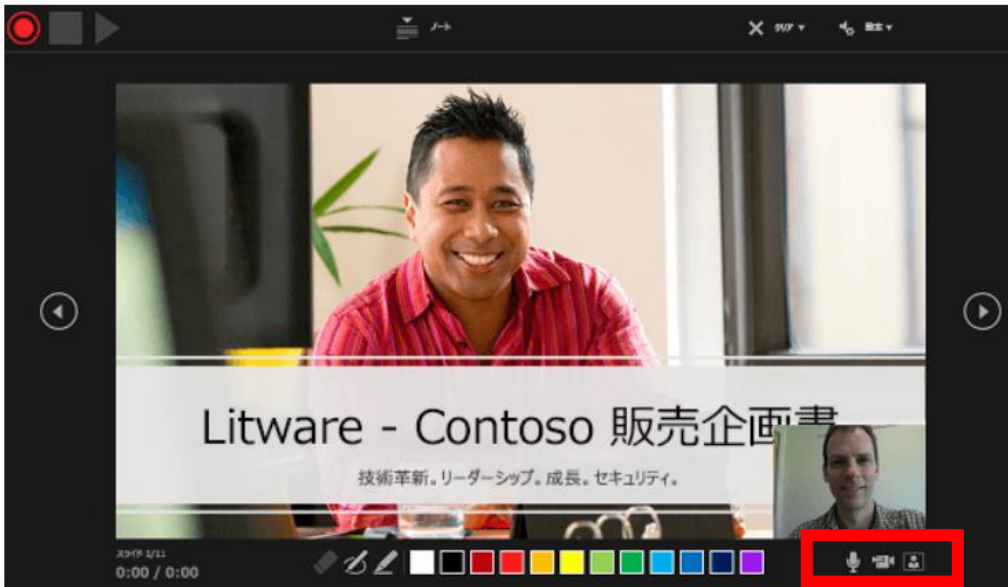 ノート
クリア
設定
Litware - Contoso 販売企画書
技術革新。リーダーシップ。成長。セキュリティ。
スライド 1/11
0:00 / 0:00